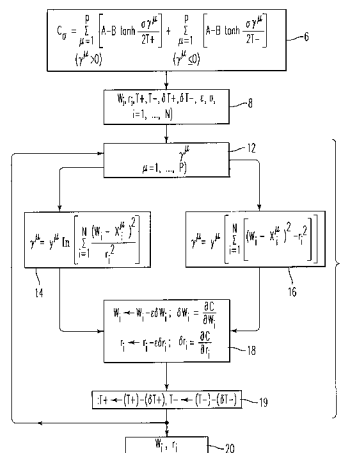 C_σ = Σ_{μ=1}^{P} [A-B tanh σγ^μ / 2T+] + Σ_{μ=1}^{P} [A-B tanh σγ^μ / 2T-]
(γ^μ >0) (γ^μ ≤0)
6
W_i, r_i, T+, T-, δT+, δT-, ε, σ,
i=1, ..., N)
8
γ^μ
μ=1, ..., P)
12
γ^μ = y^μ ln [Σ_{i=1}^{N} (W_i - X_i^μ)^2 / r_i^2]
14
γ^μ = y^μ [Σ_{i=1}^{N} [(W_i - X_i^μ)^2 - r_i^2]]
16
W_i ← W_i-εδW_i; δW_i = ∂C/∂W_i
r_i ← r_i-εδr_i; δr_i = ∂C/∂r_i
18
:T+ ← (T+)-(δT+), T- ← (T-)-(δT-)
19
W_i, r_i
20